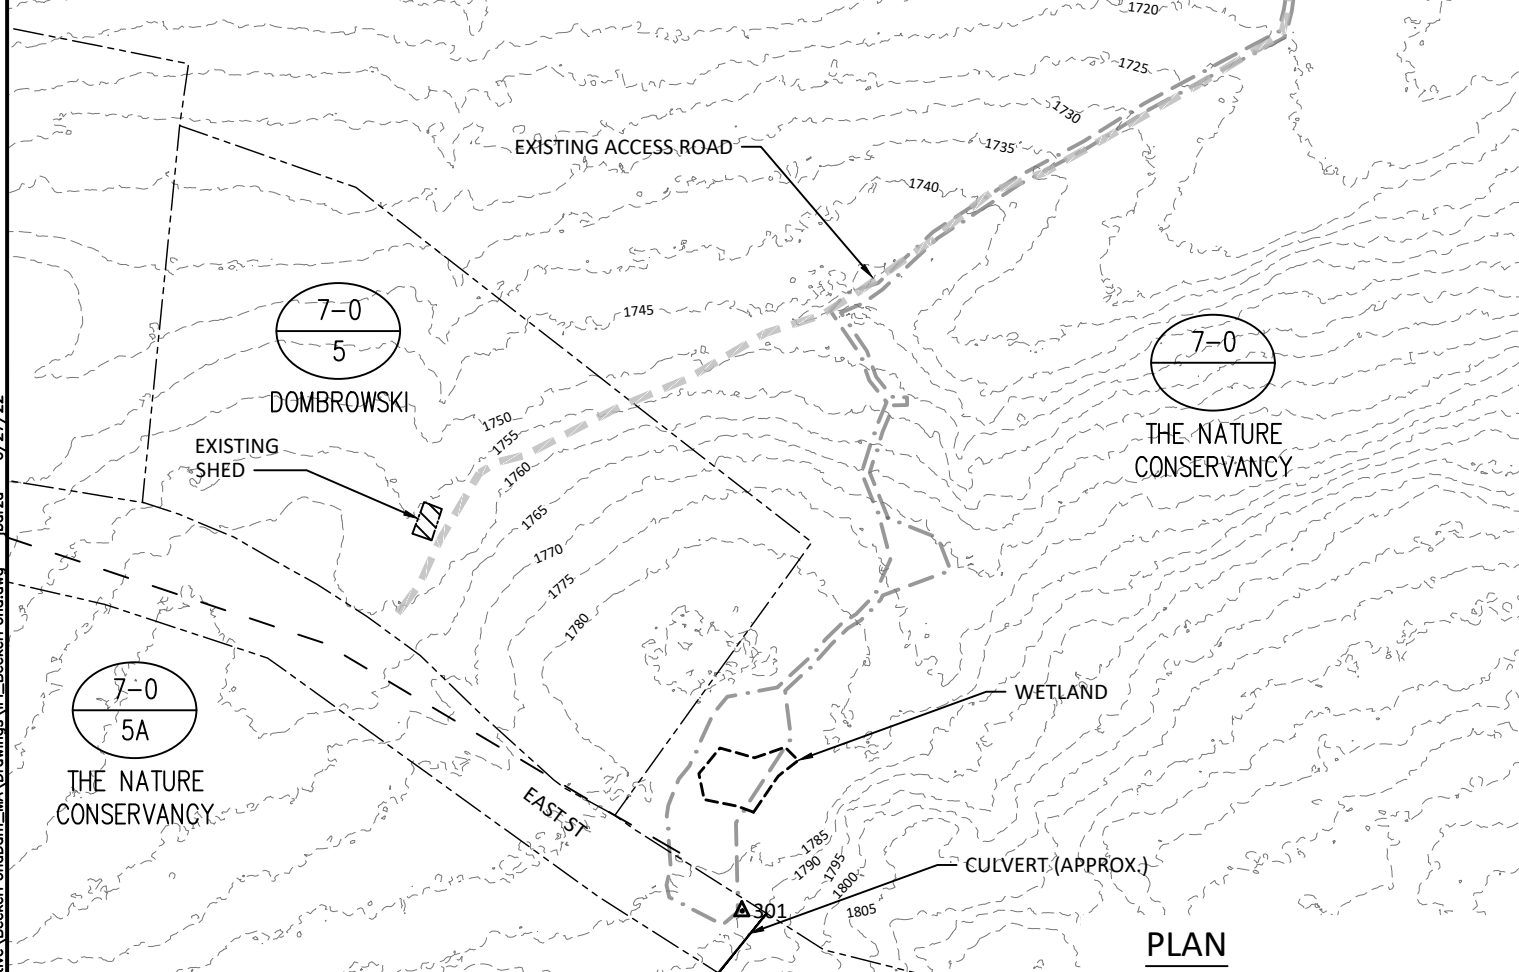 1720
1725
1730
EXISTING ACCESS ROAD
1735
1740
7-0
5
DOMBROWSKI
1745
7-0
THE NATURE
CONSERVANCY
1750
1755
1760
EXISTING
SHED
1765
1770
1775
1780
7-0
5A
THE NATURE
CONSERVANCY
WETLAND
EAST ST
1785
1790
1795
1800
1805
CULVERT (APPROX.)
301
PLAN